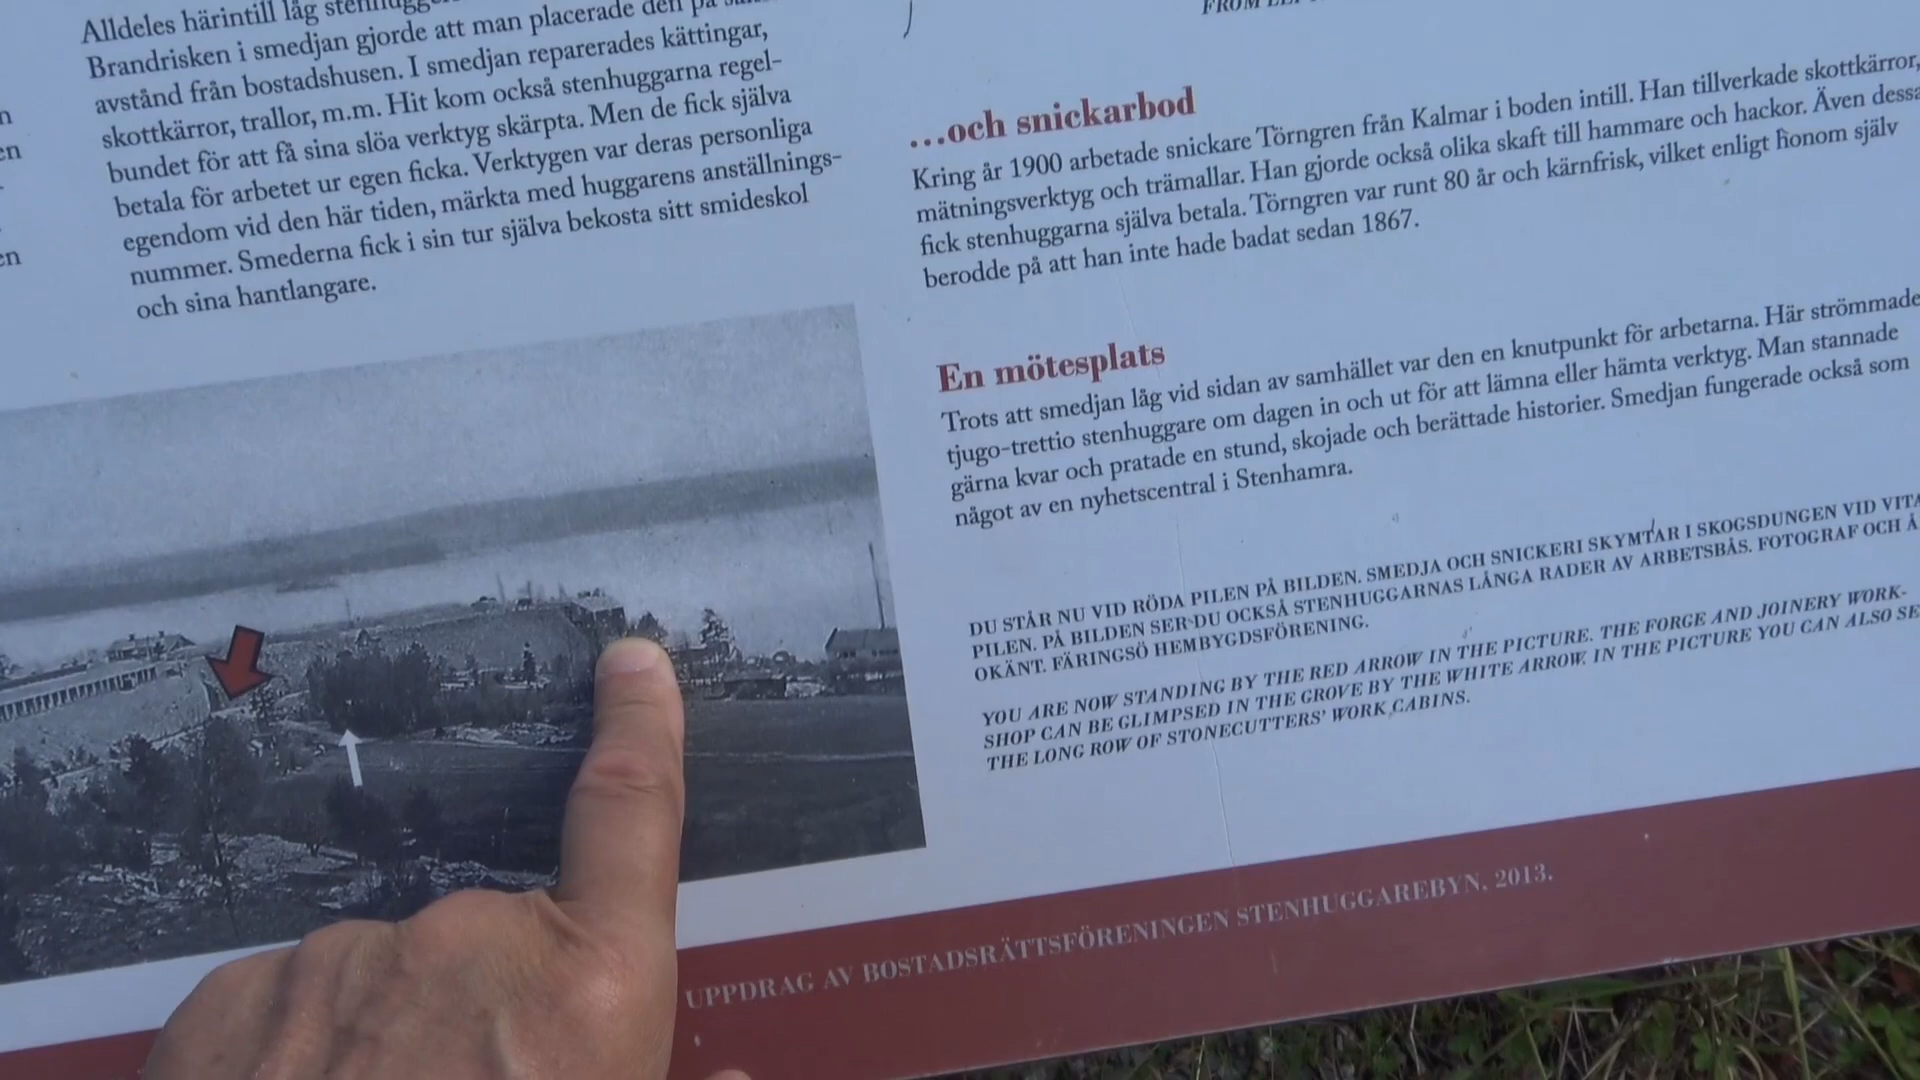 Alldeles härintill låg
Brandrisken i smedjan gjorde att man placerade den på
avstånd från bostadshusen. I smedjan reparerades kättingar,
skottkärror, trallor, m.m. Hit kom också stenhuggarna regel-
bundet för att få sina slöa verktyg skärpta. Men de fick själva
betala för arbetet ur egen ficka. Verktygen var deras personliga
egendom vid den här tiden, märkta med huggarens anställnings-
nummer. Smederna fick i sin tur själva bekosta sitt smideskol
och sina hantlangare.
FROM
...och snickarbod
Kring år 1900 arbetade snickare Törngren från Kalmar i boden intill. Han tillverkade skottkärror,
mätningsverktyg och trämallar. Han gjorde också olika skaft till hammare och hackor. Även dessa
fick stenhuggarna själva betala. Törngren var runt 80 år och kärnfrisk, vilket enligt honom själv
berodde på att han inte hade badat sedan 1867.
En mötesplats
Trots att smedjan låg vid sidan av samhället var den en knutpunkt för arbetarna. Här strömmade
tjugo-trettio stenhuggare om dagen in och ut för att lämna eller hämta verktyg. Man stannade
gärna kvar och pratade en stund, skojade och berättade historier. Smedjan fungerade också som
något av en nyhetscentral i Stenhamra.
DU STÅR NU VID RÖDA PILEN PÅ BILDEN. SMEDJA OCH SNICKERI SKYMTAR I SKOGSDUNGEN VID VITA
PILEN. PÅ BILDEN SER DU OCKSÅ STENHUGGARNAS LÅNGA RADER AV ARBETSBÅS. FOTOGRAF OCH Å
OKÄNT. FÄRINGSÖ HEMBYGDSFÖRENING.
YOU ARE NOW STANDING BY THE RED ARROW IN THE PICTURE. THE FORGE AND JOINERY WORK-
SHOP CAN BE GLIMPSED IN THE GROVE BY THE WHITE ARROW. IN THE PICTURE YOU CAN ALSO SE
THE LONG ROW OF STONECUTTERS' WORK CABINS.
UPPDRAG AV BOSTADSRÄTTSFÖRENINGEN STENHUGGAREBYN. 2013.